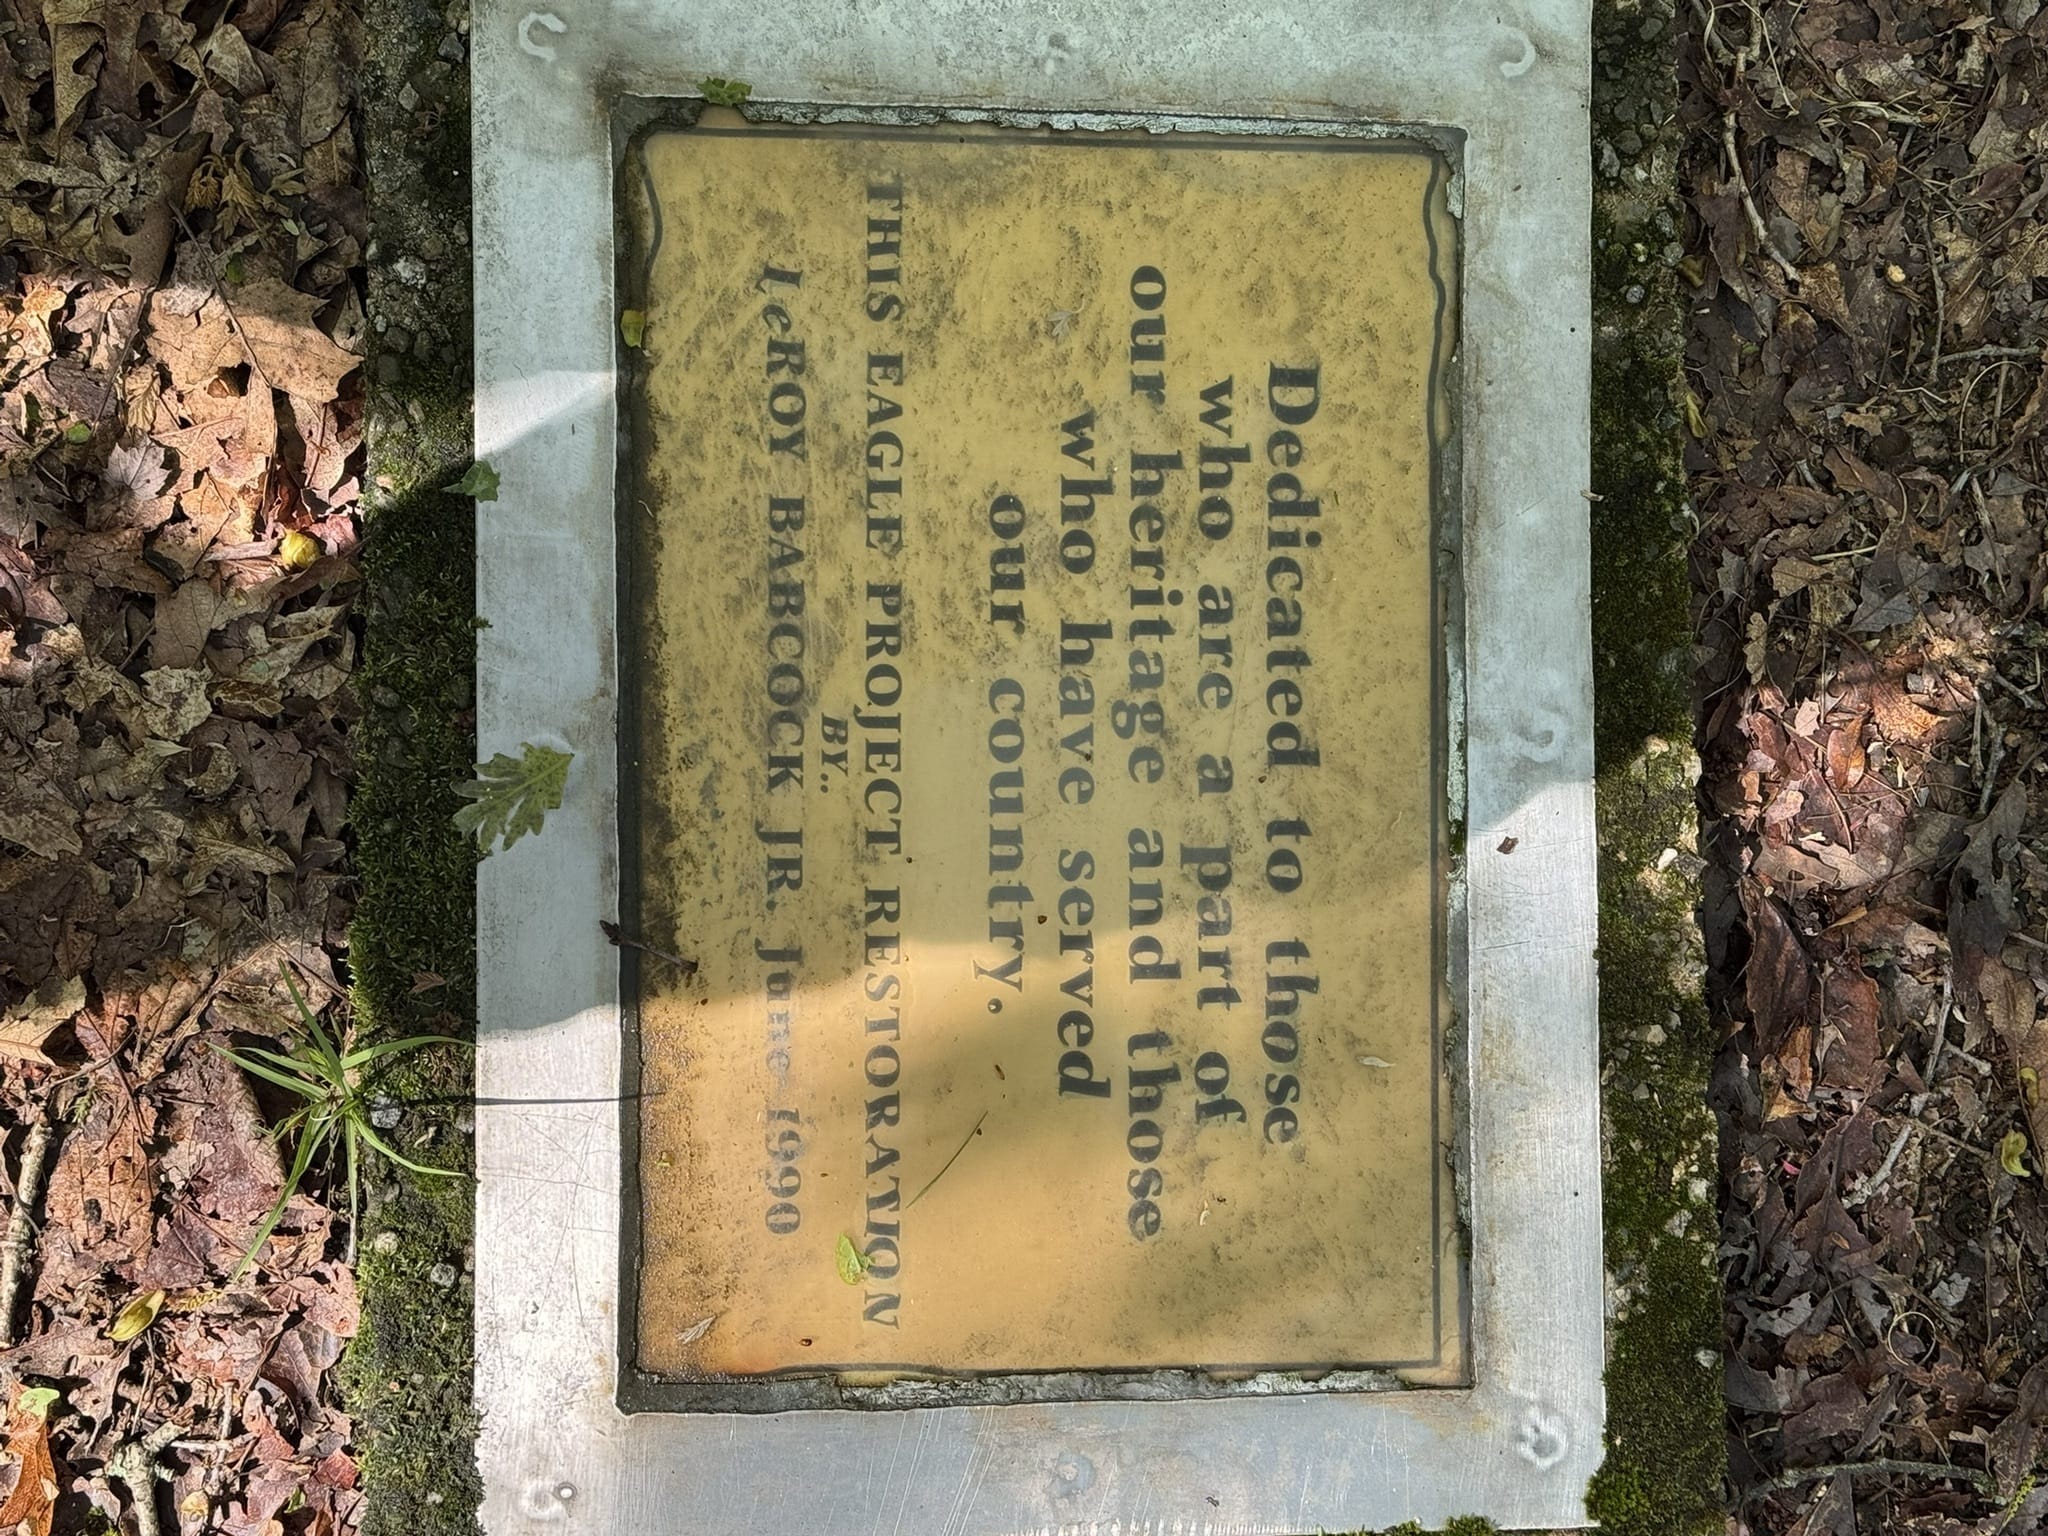 Dedicated to those
who are a part of
our heritage and those
who have served
our country.
THIS EAGLE PROJECT RESTORATION
BY..
LeROY BABCOCK JR. June 1990